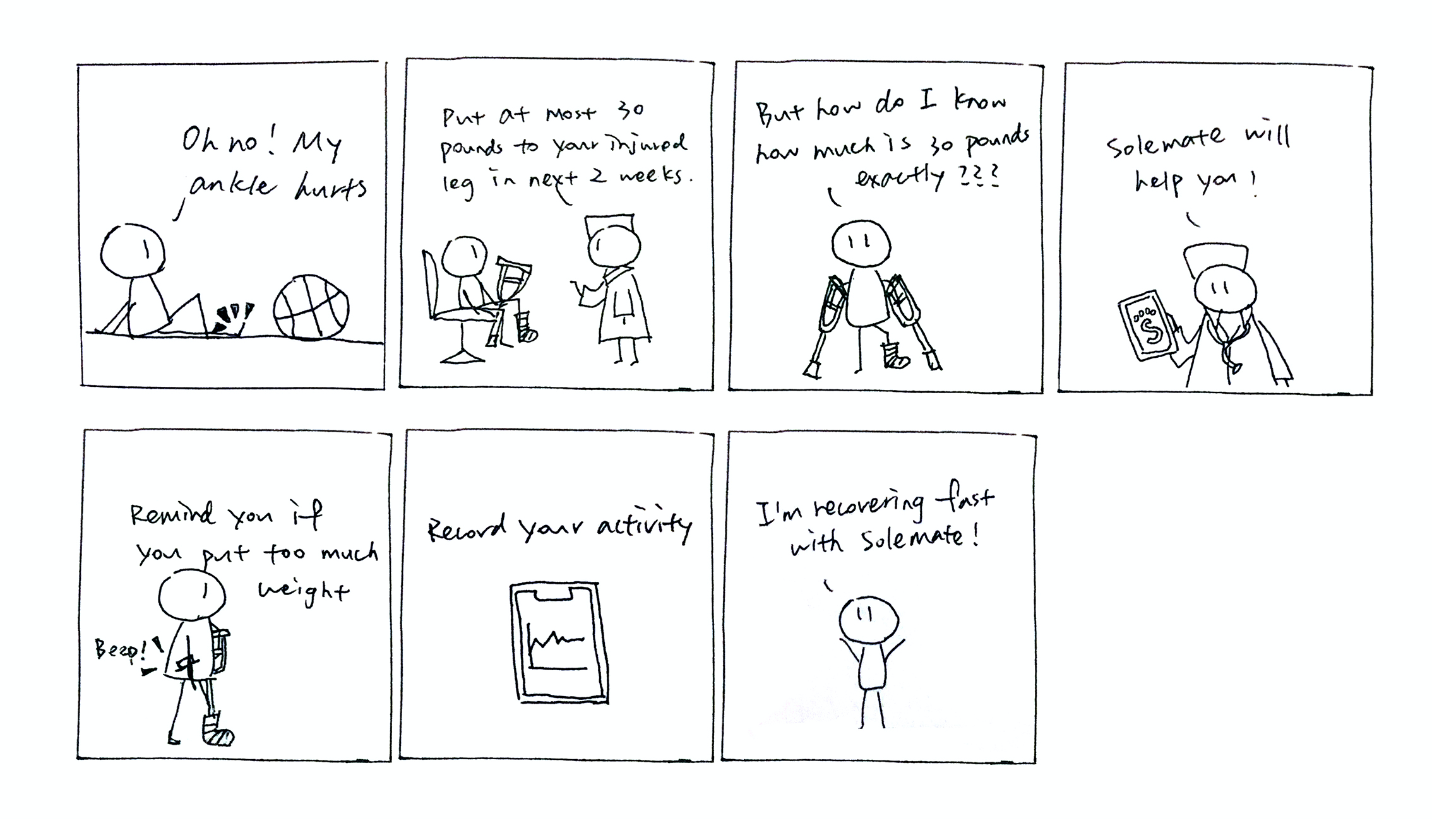 Oh no! My
ankle hurts
Put at most 30
pounds to your injured
leg in next 2 weeks.
But how do I know
how much is 30 pounds
exactly ???
Solemate will
help you!
S
Remind you if
you put too much
weight
Beep!
Record your activity
I'm recovering fast
with Solemate!